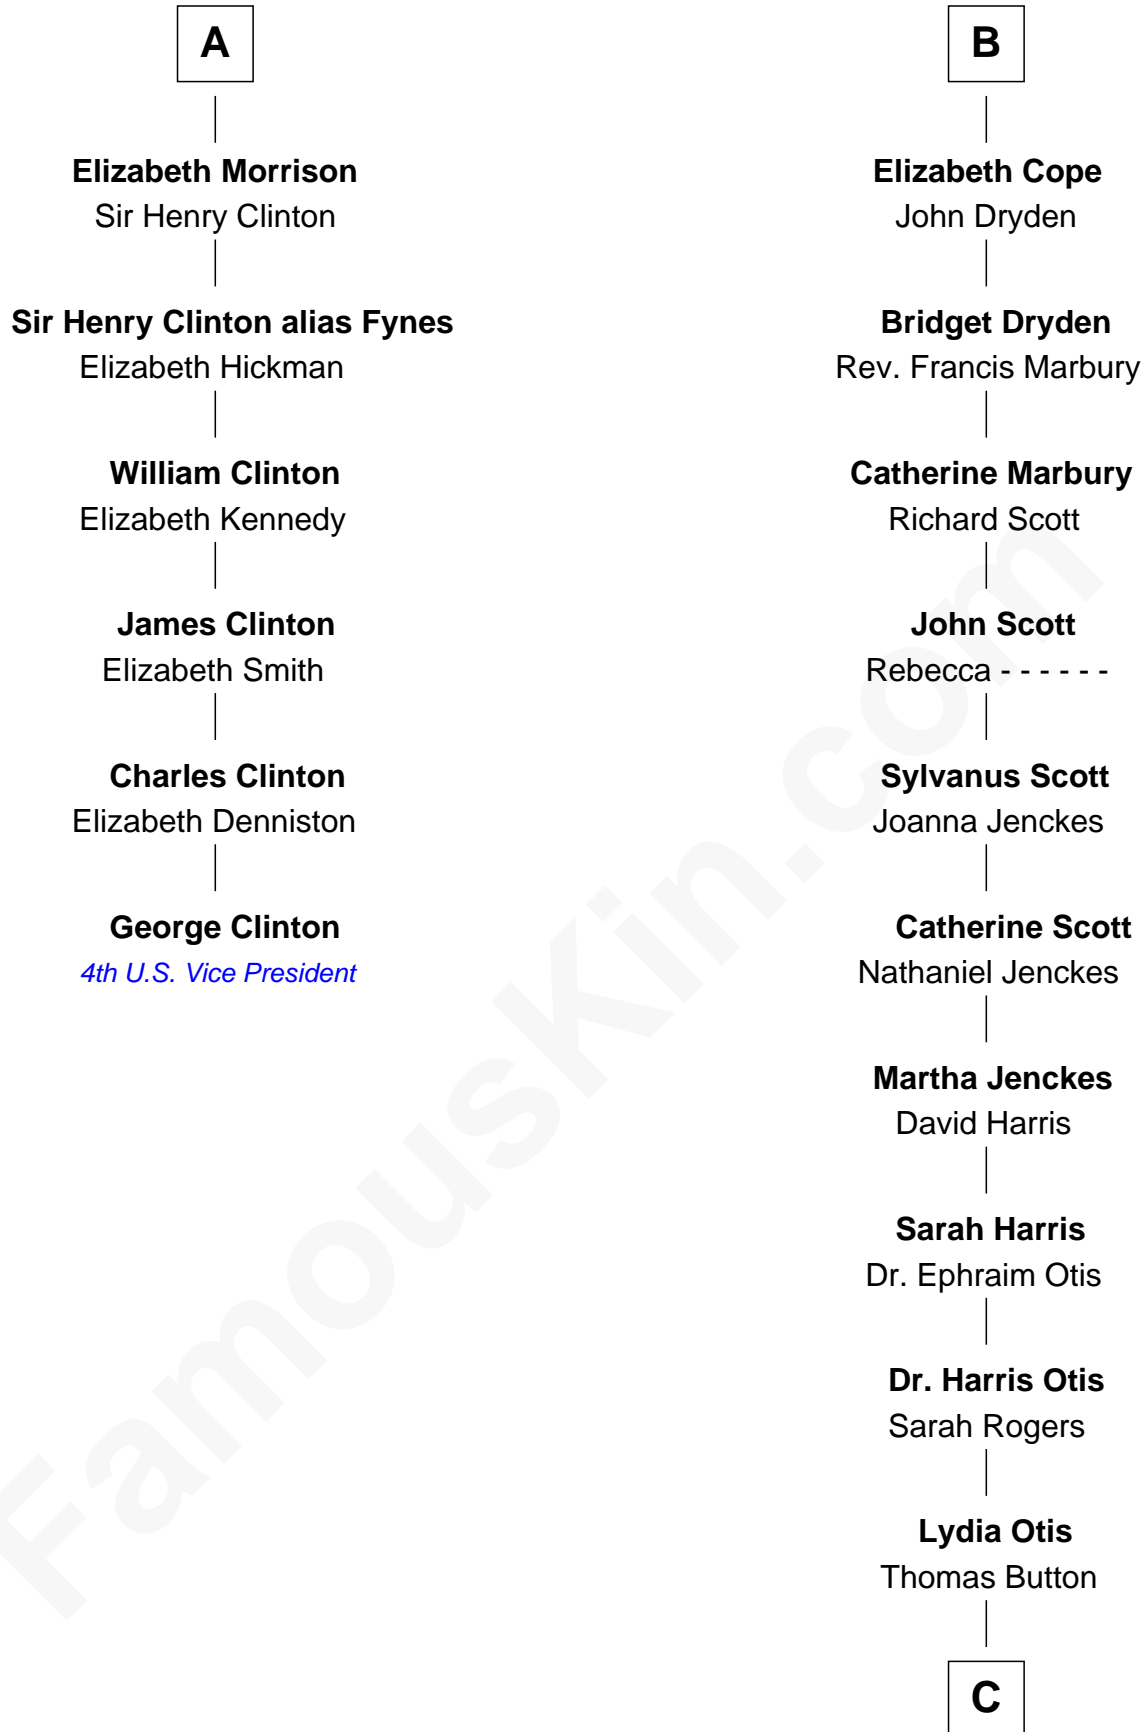 A
Elizabeth Morrison
Sir Henry Clinton
Sir Henry Clinton alias Fynes
Elizabeth Hickman
William Clinton
Elizabeth Kennedy
James Clinton
Elizabeth Smith
Charles Clinton
Elizabeth Denniston
George Clinton
4th U.S. Vice President
B
Elizabeth Cope
John Dryden
Bridget Dryden
Rev. Francis Marbury
Catherine Marbury
Richard Scott
John Scott
Rebecca - - - - - -
Sylvanus Scott
Joanna Jenckes
Catherine Scott
Nathaniel Jenckes
Martha Jenckes
David Harris
Sarah Harris
Dr. Ephraim Otis
Dr. Harris Otis
Sarah Rogers
Lydia Otis
Thomas Button
C
FamousKin.com